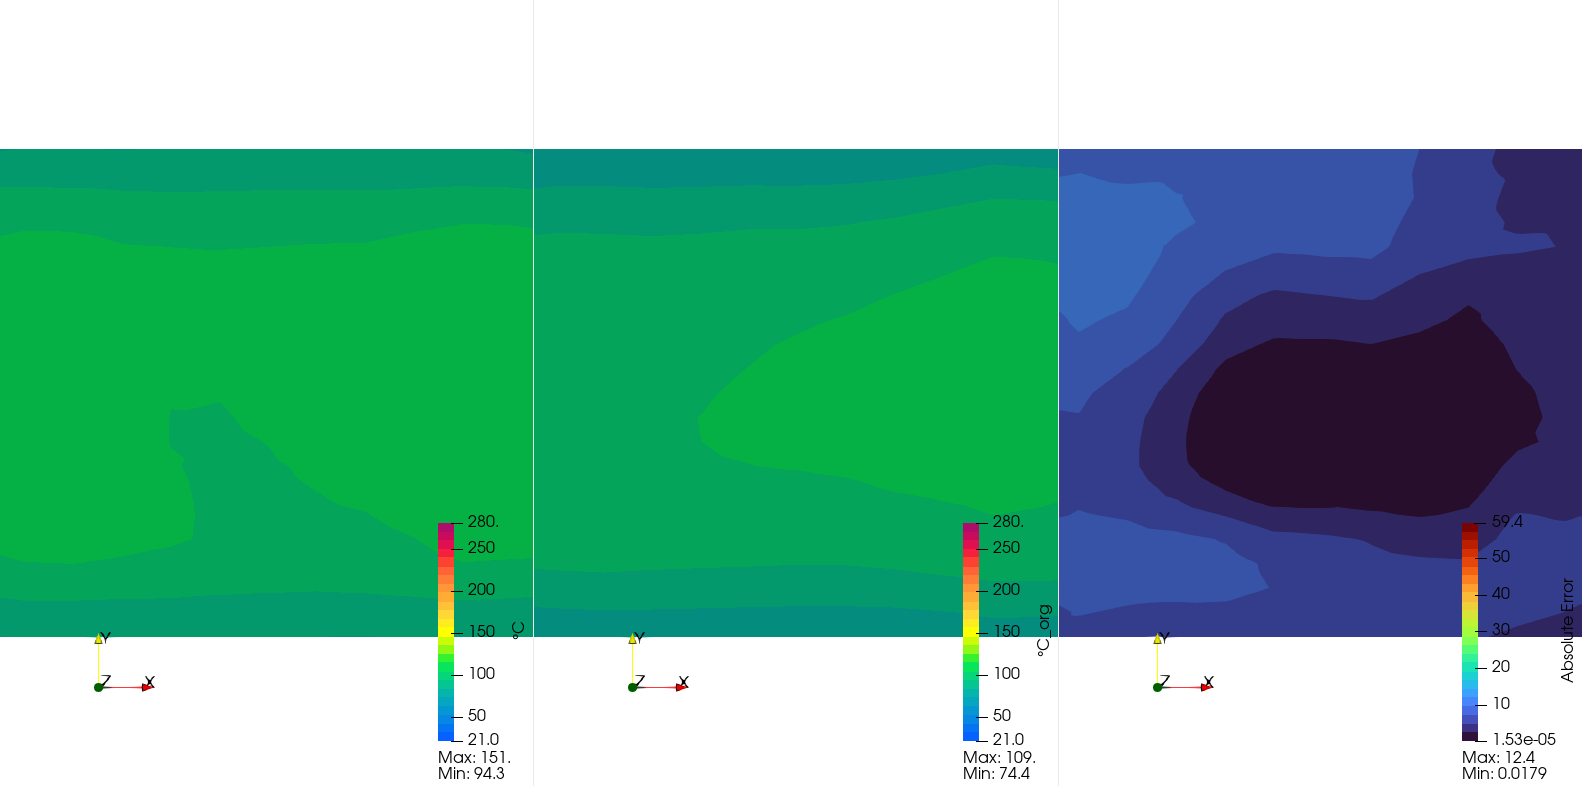 280.
250
200
150
100
50
21.0
°C
Max: 151.
Min: 94.3
Y
Z
X
280.
250
200
150
100
50
21.0
°C_org
Max: 109.
Min: 74.4
Y
Z
X
59.4
50
40
30
20
10
1.53e-05
Absolute Error
Max: 12.4
Min: 0.0179
Y
Z
X